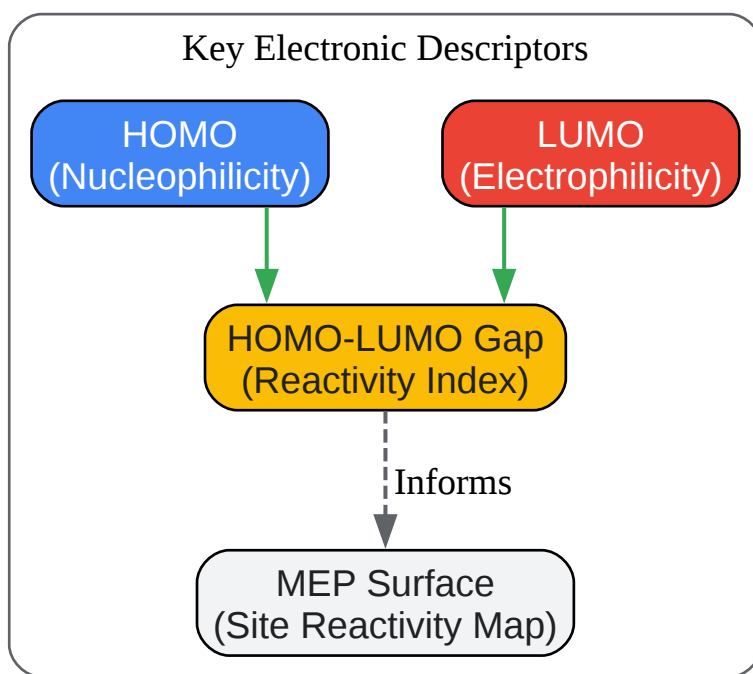 Key Electronic Descriptors
HOMO
(Nucleophilicity)
LUMO
(Electrophilicity)
HOMO-LUMO Gap
(Reactivity Index)
Informs
MEP Surface
(Site Reactivity Map)